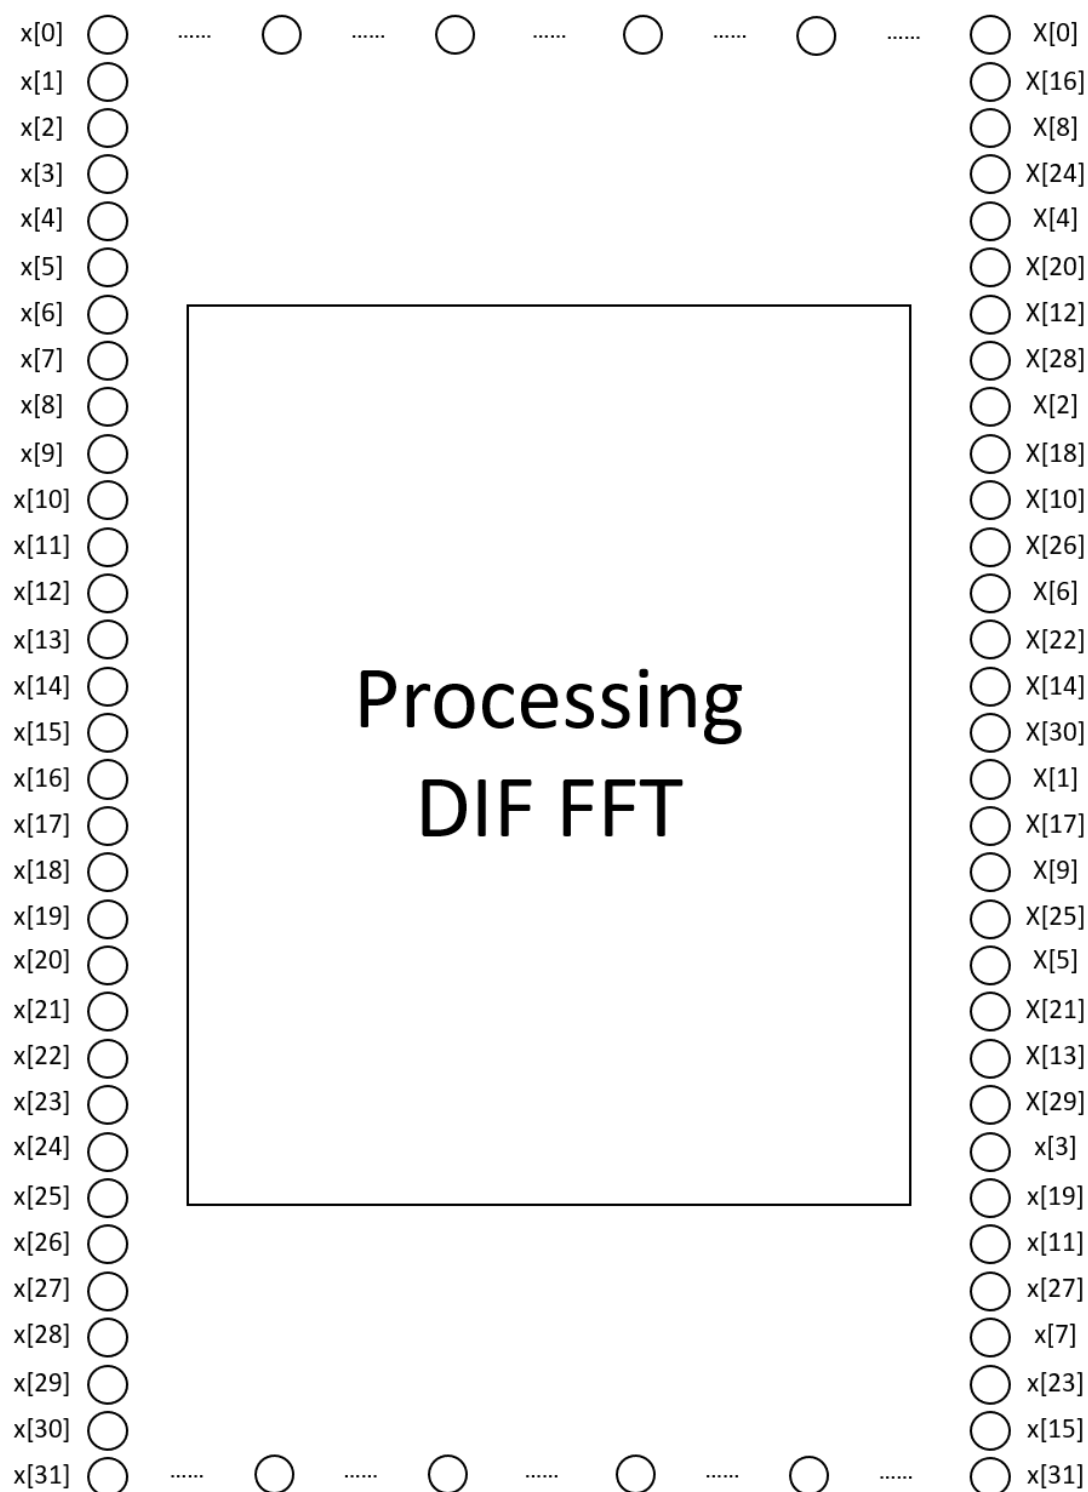 x[0] ...... ...... ...... ...... ...... X[0]
x[1] X[16]
x[2] X[8]
x[3] X[24]
x[4] X[4]
x[5] X[20]
x[6] X[12]
x[7] X[28]
x[8] X[2]
x[9] X[18]
x[10] X[10]
x[11] X[26]
x[12] X[6]
x[13] X[22]
Processing
x[14] X[14]
x[15] X[30]
x[16] X[1]
DIF FFT
x[17] X[17]
x[18] X[9]
x[19] X[25]
x[20] X[5]
x[21] X[21]
x[22] X[13]
x[23] X[29]
x[24] x[3]
x[25] x[19]
x[26] x[11]
x[27] x[27]
x[28] x[7]
x[29] x[23]
x[30] x[15]
x[31] ...... ...... ...... ...... ...... x[31]